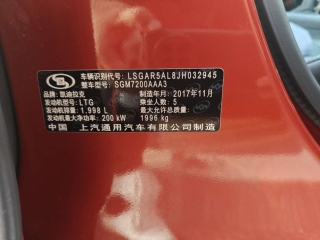 车辆识别代号: LSGAR5AL8JH032945
整车型号: SGM7200AAA3
品牌: 凯迪拉克 制造年月: 2017年11月
发动机型号: LTG 乘坐人数: 5
发动机排量: 1.998 L 最大允许总质量:
发动机最大净功率: 200 kW 1996 kg
中国 上汽通用汽车有限公司